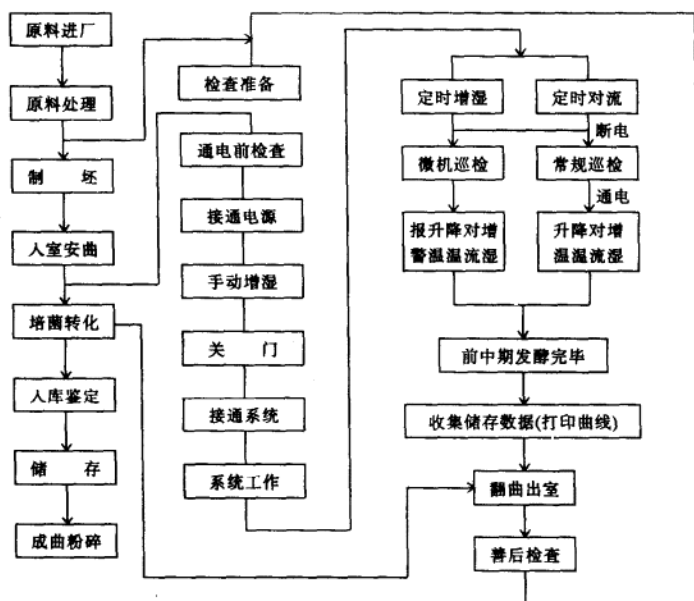 原料进厂
原料处理
制 坯
入室安曲
培菌转化
入库鉴定
储 存
成曲粉碎
检查准备
通电前检查
接通电源
手动增湿
关 门
接通系统
系统工作
定时增湿
定时对流
断电
微机巡检
常规巡检
通电
报升降对增
警温温流湿
升降对增
温温流湿
前中期发酵完毕
收集储存数据(打印曲线)
翻曲出室
善后检查